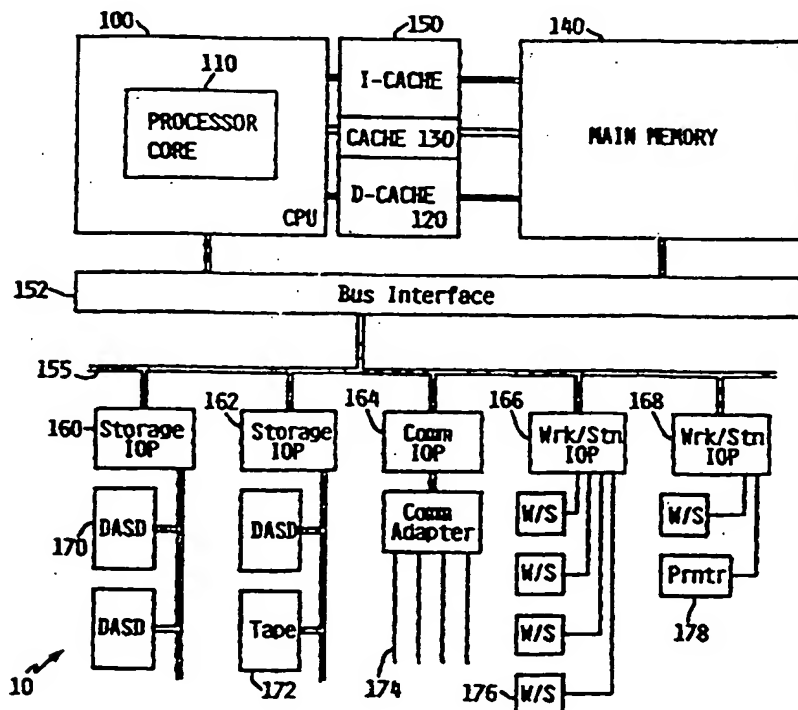 100
150
140
110
PROCESSOR
CORE
CPU
I-CACHE
CACHE 130
D-CACHE
120
MAIN MEMORY
152
Bus Interface
155
160
Storage
IOP
162
Storage
IOP
164
Comm
IOP
166
Wrk/Stn
IOP
168
Wrk/Stn
IOP
170
DASD
DASD
Comm
Adapter
W/S
W/S
W/S
Prntr
178
DASD
Tape
W/S
10
172
174
176
W/S